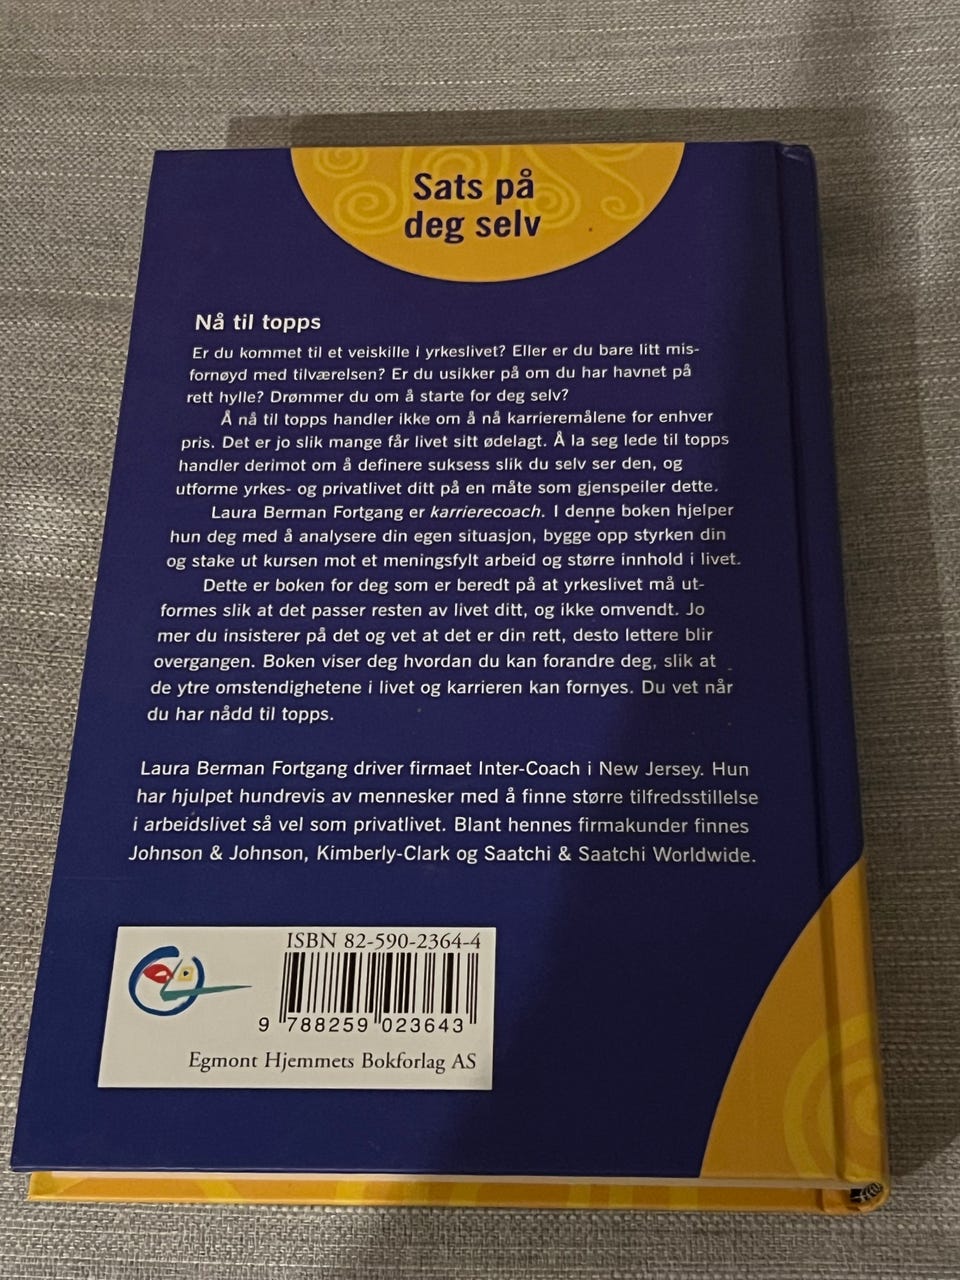 Sats på
deg selv
Nå til topps
Er du kommet til et veiskille i yrkeslivet? Eller er du bare litt mis-
fornøyd med tilværelsen? Er du usikker på om du har havnet på
rett hylle? Drømmer du om å starte for deg selv?
Å nå til topps handler ikke om å nå karrieremålene for enhver
pris. Det er jo slik mange får livet sitt ødelagt. Å la seg lede til topps
handler derimot om å definere suksess slik du selv ser den, og
utforme yrkes- og privatlivet ditt på en måte som gjenspeiler dette.
Laura Berman Fortgang er karrierecoach. I denne boken hjelper
hun deg med å analysere din egen situasjon, bygge opp styrken din
og stake ut kursen mot et meningsfylt arbeid og større innhold i livet.
Dette er boken for deg som er beredt på at yrkeslivet må ut-
formes slik at det passer resten av livet ditt, og ikke omvendt. Jo
mer du insisterer på det og vet at det er din rett, desto lettere blir
overgangen. Boken viser deg hvordan du kan forandre deg, slik at
de ytre omstendighetene i livet og karrieren kan fornyes. Du vet når
du har nådd til topps.
Laura Berman Fortgang driver firmaet Inter-Coach i New Jersey. Hun
har hjulpet hundrevis av mennesker med å finne større tilfredsstillelse
i arbeidslivet så vel som privatlivet. Blant hennes firmakunder finnes
Johnson & Johnson, Kimberly-Clark og Saatchi & Saatchi Worldwide.
ISBN 82-590-2364-4
9 788259 023643
Egmont Hjemmets Bokforlag AS